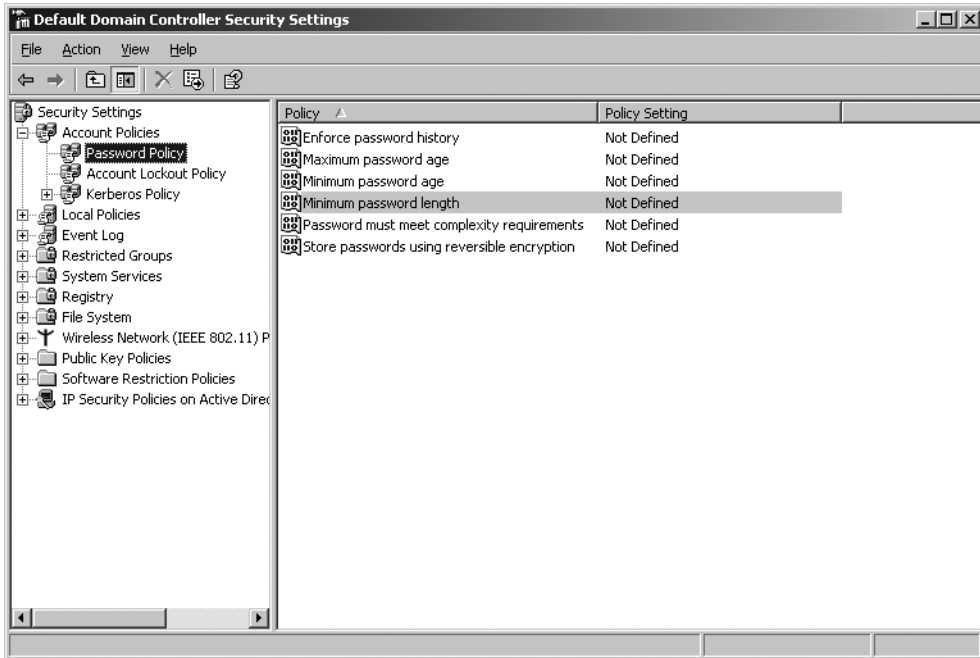 Default Domain Controller Security Settings
File Action View Help
Security Settings
Account Policies
Password Policy
Account Lockout Policy
Kerberos Policy
Local Policies
Event Log
Restricted Groups
System Services
Registry
File System
Wireless Network (IEEE 802.11) P
Public Key Policies
Software Restriction Policies
IP Security Policies on Active Direc
Policy Policy Setting
Enforce password history Not Defined
Maximum password age Not Defined
Minimum password age Not Defined
Minimum password length Not Defined
Password must meet complexity requirements Not Defined
Store passwords using reversible encryption Not Defined